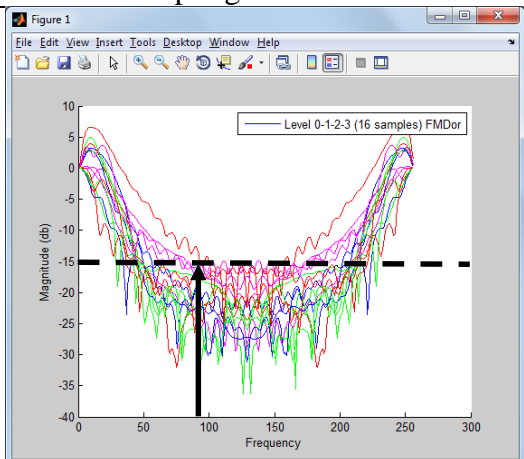 Figure 1
File Edit View Insert Tools Desktop Window Help
Level 0-1-2-3 (16 samples) FMDor
10
5
0
-5
-10
-15
-20
-25
-30
-35
-40
Magnitude (db)
0 50 100 150 200 250 300
Frequency